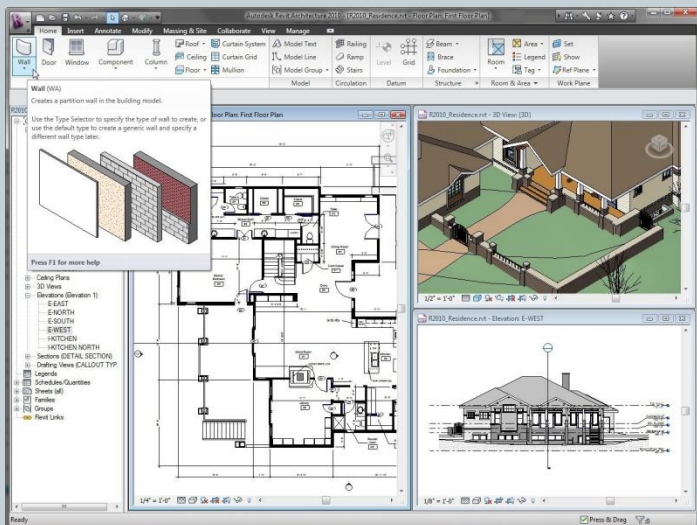 Autodesk Revit Architecture 2010 - [R2010_Residence.rvt - Floor Plan: First Floor Plan]
Home Insert Annotate Modify Massing & Site Collaborate View Manage
Wall Door Window Component Column
Roof Curtain System Model Text Railing Beam Area Set
Ceiling Curtain Grid Model Line Ramp Level Grid Brace Room Legend Show
Floor Mullion Model Group Stairs Foundation Tag Ref Plane
Model Circulation Datum Structure Room & Area Work Plane
Wall (WA)
Creates a partition wall in the building model.
Use the Type Selector to specify the type of wall to create, or
use the default type to create a generic wall and specify a
different wall type later.
Press F1 for more help
Ceiling Plans
3D Views
Elevations (Elevation 1)
E-EAST
E-NORTH
E-SOUTH
E-WEST
I-KITCHEN
I-KITCHEN NORTH
Sections (DETAIL SECTION)
Drafting Views (CALLOUT TYP.
Legends
Schedules/Quantities
Sheets (all)
Families
Groups
Revit Links
loor Plan: First Floor Plan
1/4" = 1'-0"
R2010_Residence.rvt - 3D View: {3D}
1/2" = 1'-0"
R2010_Residence.rvt - Elevation: E-WEST
1/8" = 1'-0"
Ready
Press & Drag